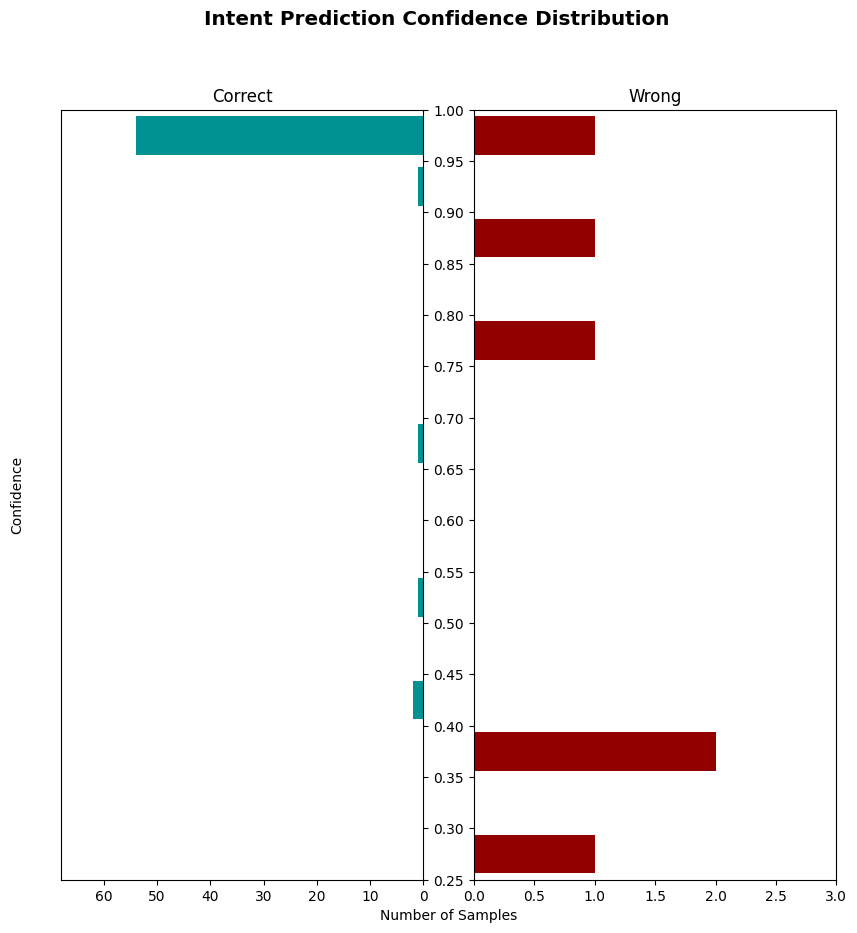 Intent Prediction Confidence Distribution
Correct
Wrong
Confidence
1.00
0.95
0.90
0.85
0.80
0.75
0.70
0.65
0.60
0.55
0.50
0.45
0.40
0.35
0.30
0.25
60 50 40 30 20 10 0
0.0 0.5 1.0 1.5 2.0 2.5 3.0
Number of Samples